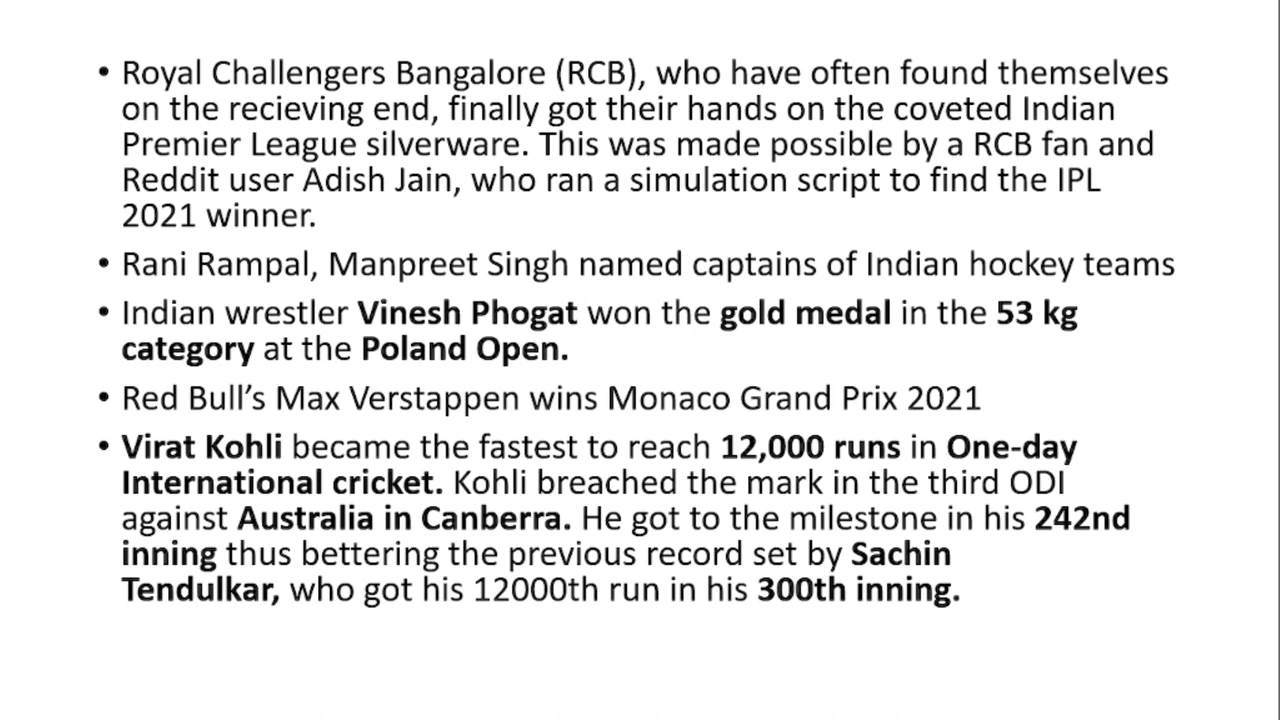 • Royal Challengers Bangalore (RCB), who have often found themselves
on the recieving end, finally got their hands on the coveted Indian
Premier League silverware. This was made possible by a RCB fan and
Reddit user Adish Jain, who ran a simulation script to find the IPL
2021 winner.
• Rani Rampal, Manpreet Singh named captains of Indian hockey teams
• Indian wrestler Vinesh Phogat won the gold medal in the 53 kg
category at the Poland Open.
• Red Bull’s Max Verstappen wins Monaco Grand Prix 2021
• Virat Kohli became the fastest to reach 12,000 runs in One-day
International cricket. Kohli breached the mark in the third ODI
against Australia in Canberra. He got to the milestone in his 242nd
inning thus bettering the previous record set by Sachin
Tendulkar, who got his 12000th run in his 300th inning.